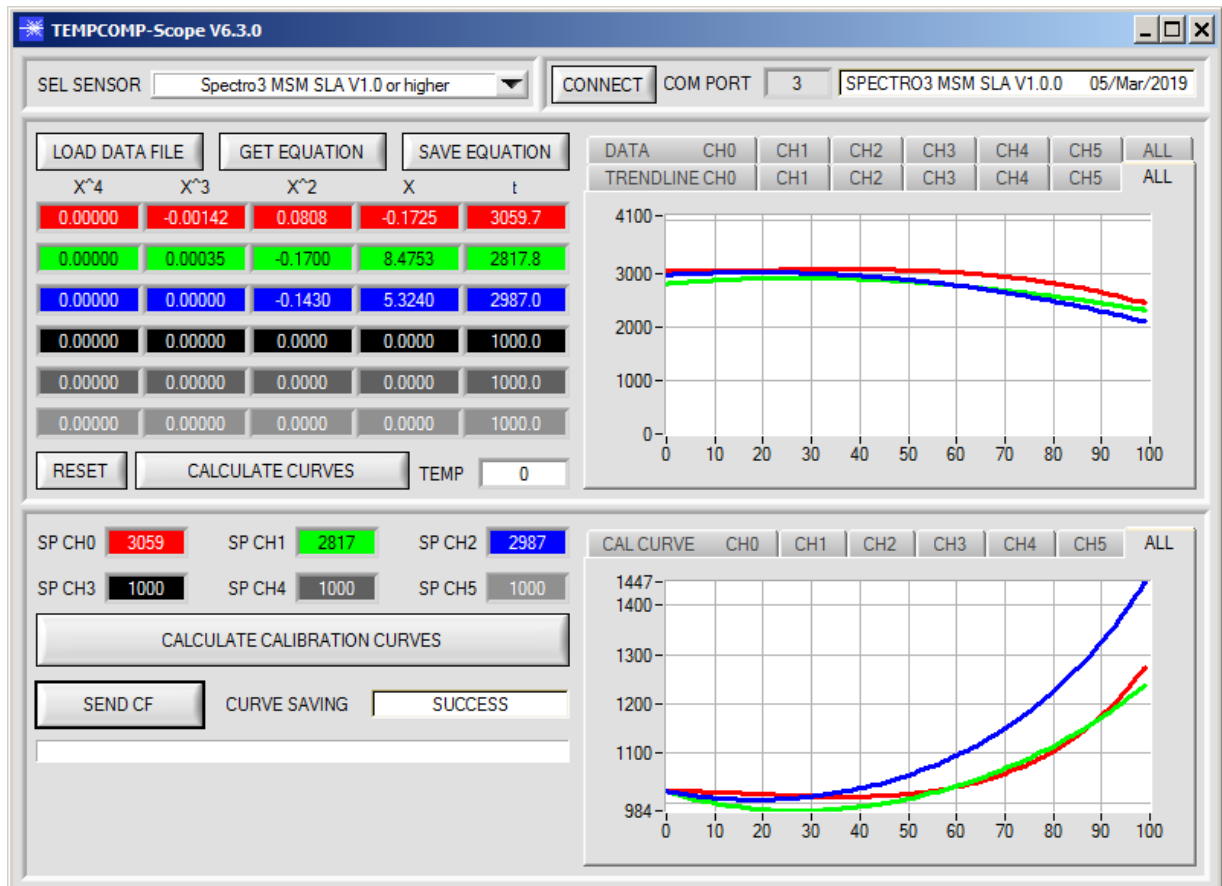 TEMPCOMP-Scope V6.3.0
SEL SENSOR Spectro3 MSM SLA V1.0 or higher CONNECT COM PORT 3 SPECTRO3 MSM SLA V1.0.0 05/Mar/2019
LOAD DATA FILE GET EQUATION SAVE EQUATION
X^4 X^3 X^2 X t
0.00000 -0.00142 0.0808 -0.1725 3059.7
0.00000 0.00035 -0.1700 8.4753 2817.8
0.00000 0.00000 -0.1430 5.3240 2987.0
0.00000 0.00000 0.0000 0.0000 1000.0
0.00000 0.00000 0.0000 0.0000 1000.0
0.00000 0.00000 0.0000 0.0000 1000.0
RESET CALCULATE CURVES TEMP 0
DATA CH0 CH1 CH2 CH3 CH4 CH5 ALL
TRENDLINE CH0 CH1 CH2 CH3 CH4 CH5 ALL
4100
3000
2000
1000
0
0 10 20 30 40 50 60 70 80 90 100
SP CH0 3059 SP CH1 2817 SP CH2 2987
SP CH3 1000 SP CH4 1000 SP CH5 1000
CALCULATE CALIBRATION CURVES
SEND CF CURVE SAVING SUCCESS
CAL CURVE CH0 CH1 CH2 CH3 CH4 CH5 ALL
1447
1400
1300
1200
1100
984
0 10 20 30 40 50 60 70 80 90 100